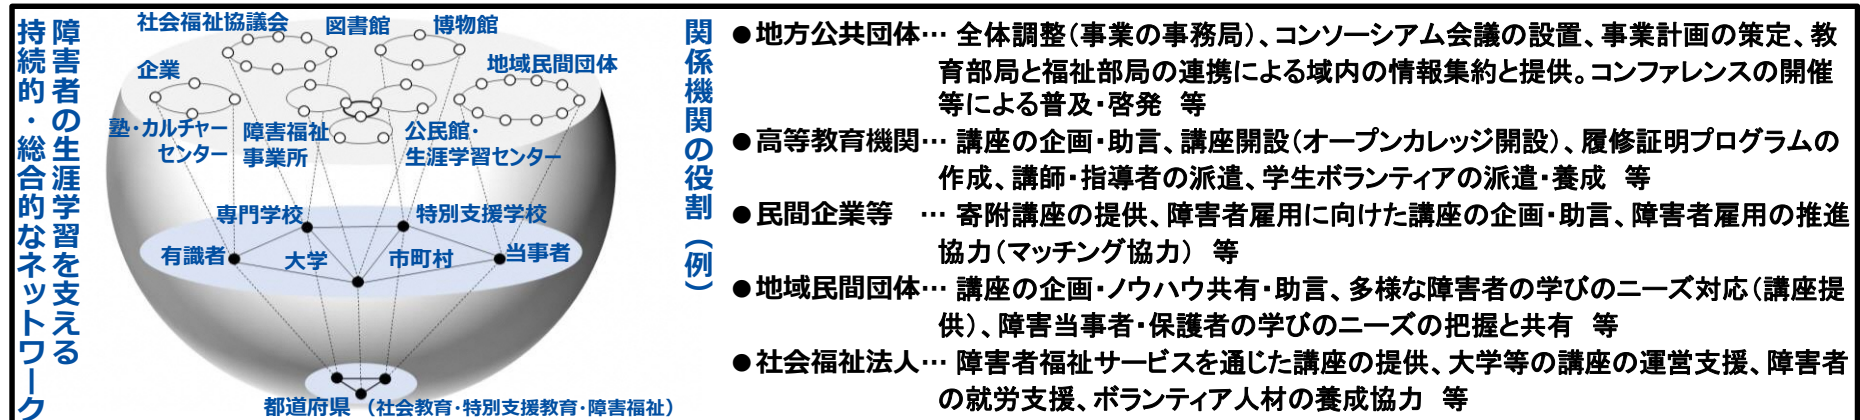 障害者の生涯学習を支える
持続的・総合的なネットワーク
社会福祉協議会
図書館
博物館
企業
地域民間団体
塾・カルチャー
センター
障害福祉
事業所
公民館・
生涯学習センター
専門学校
特別支援学校
有識者
大学
市町村
当事者
都道府県 （社会教育・特別支援教育・障害福祉）
関係機関の役割（例）
●地方公共団体… 全体調整（事業の事務局）、コンソーシアム会議の設置、事業計画の策定、教
育部局と福祉部局の連携による域内の情報集約と提供。コンファレンスの開催
等による普及・啓発　等
●高等教育機関… 講座の企画・助言、講座開設（オープンカレッジ開設）、履修証明プログラムの
作成、講師・指導者の派遣、学生ボランティアの派遣・養成　等
●民間企業等　… 寄附講座の提供、障害者雇用に向けた講座の企画・助言、障害者雇用の推進
協力（マッチング協力）　等
●地域民間団体… 講座の企画・ノウハウ共有・助言、多様な障害者の学びのニーズ対応（講座提
供）、障害当事者・保護者の学びのニーズの把握と共有　等
●社会福祉法人… 障害者福祉サービスを通じた講座の提供、大学等の講座の運営支援、障害者
の就労支援、ボランティア人材の養成協力　等